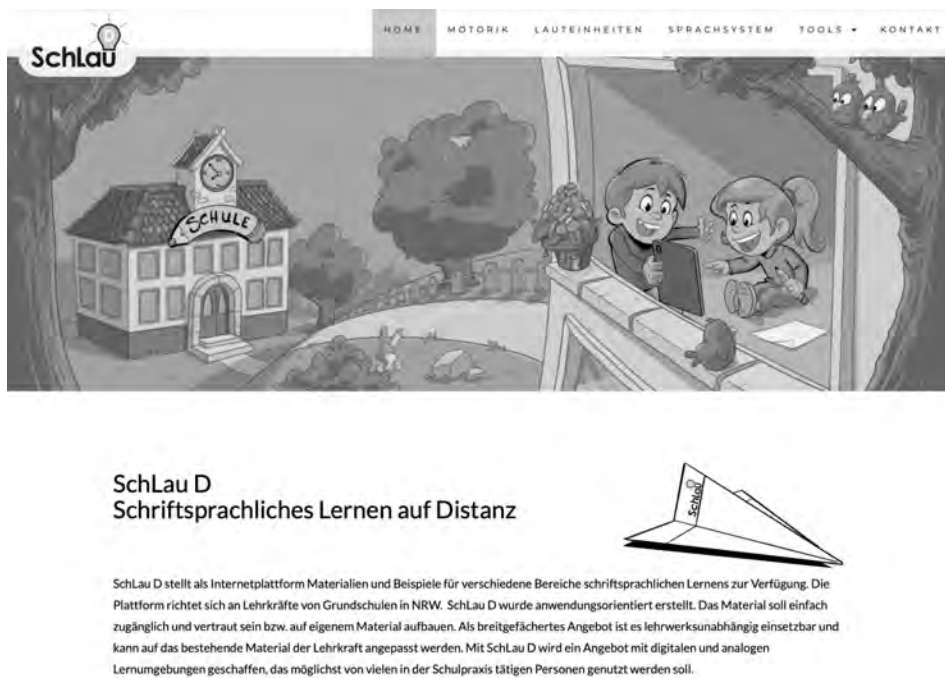 SchLau D
HOME MOTORIK LAUTEINHEITEN SPRACHSYSTEM TOOLS KONTAKT
SCHULE
SchLau D
Schriftsprachliches Lernen auf Distanz
SchLau
SchLau D stellt als Internetplattform Materialien und Beispiele für verschiedene Bereiche schriftsprachlichen Lernens zur Verfügung. Die
Plattform richtet sich an Lehrkräfte von Grundschulen in NRW. SchLau D wurde anwendungsorientiert erstellt. Das Material soll einfach
zugänglich und vertraut sein bzw. auf eigenem Material aufbauen. Als breitgefächertes Angebot ist es lehrwerksunabhängig einsetzbar und
kann auf das bestehende Material der Lehrkraft angepasst werden. Mit SchLau D wird ein Angebot mit digitalen und analogen
Lernumgebungen geschaffen, das möglichst von vielen in der Schulpraxis tätigen Personen genutzt werden soll.